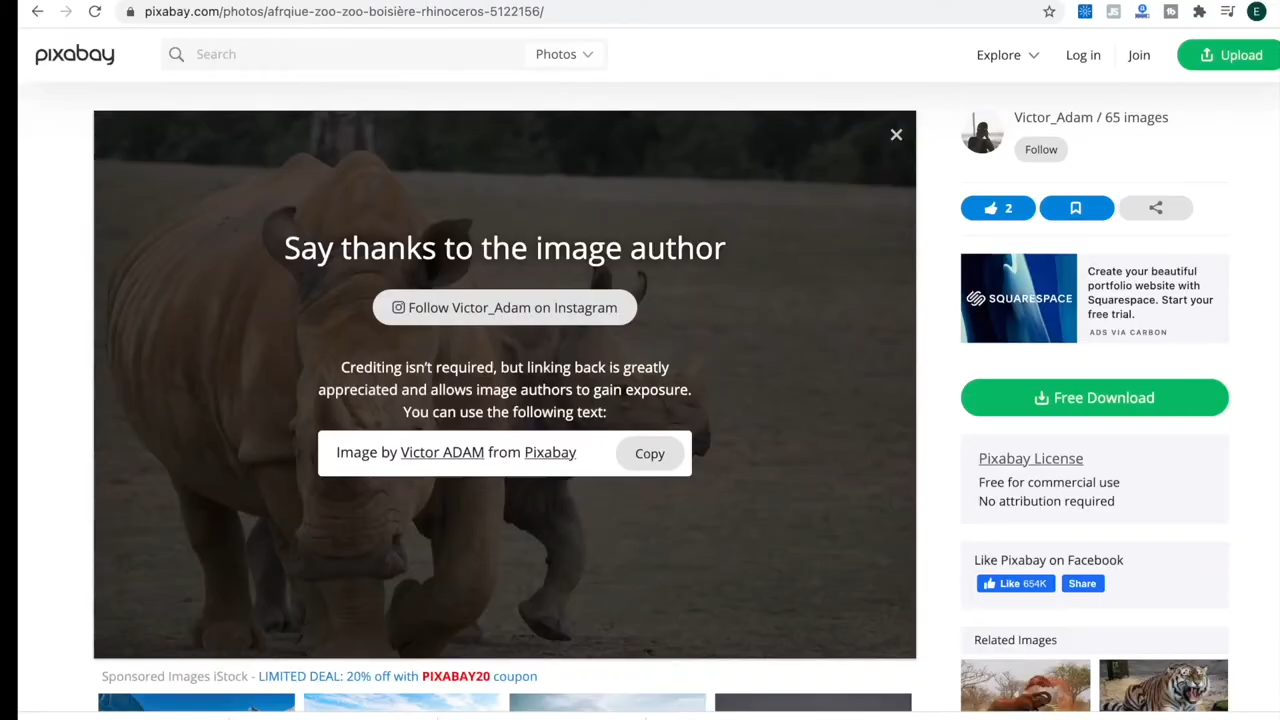 pixabay.com/photos/afrqiue-zoo-zoo-boisière-rhinoceros-5122156/
E
pixabay
Search
Photos
Explore
Log in
Join
Upload
Victor_Adam / 65 images
Follow
2
Say thanks to the image author
Follow Victor_Adam on Instagram
Crediting isn't required, but linking back is greatly
appreciated and allows image authors to gain exposure.
You can use the following text:
Image by Victor ADAM from Pixabay
Copy
SQUARESPACE
Create your beautiful
portfolio website with
Squarespace. Start your
free trial.
ADS VIA CARBON
Free Download
Pixabay License
Free for commercial use
No attribution required
Like Pixabay on Facebook
Like 654K
Share
Related Images
Sponsored Images iStock - LIMITED DEAL: 20% off with PIXABAY20 coupon